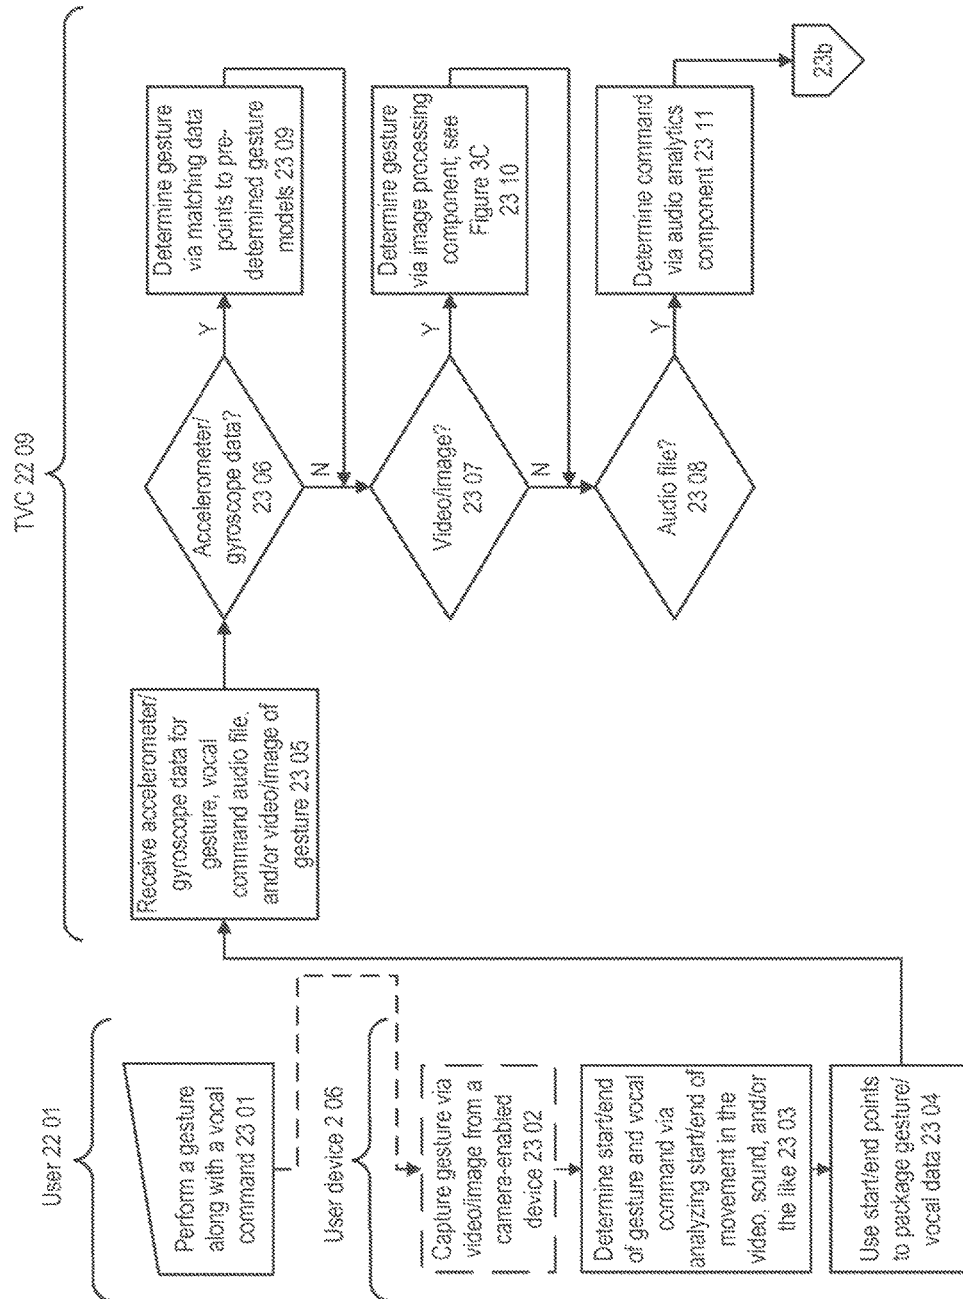 User 22 01
Perform a gesture
along with a vocal
command 23 01
User device 2 06
Capture gesture via
video/image from a
camera-enabled
device 23 02
Determine start/end
of gesture and vocal
command via
analyzing start/end of
movement in the
video, sound, and/or
the like 23 03
Use start/end points
to package gesture/
vocal data 23 04
TVC 22 09
Receive accelerometer/
gyroscope data for
gesture, vocal
command audio file,
and/or video/image of
gesture 23 05
Accelerometer/
gyroscope data?
23 06
Y
N
Determine gesture
via matching data
points to pre-
determined gesture
models 23 09
Video/image?
23 07
Y
N
Determine gesture
via image processing
component, see
Figure 3C
23 10
Audio file?
23 08
Y
Determine command
via audio analytics
component 23 11
23b